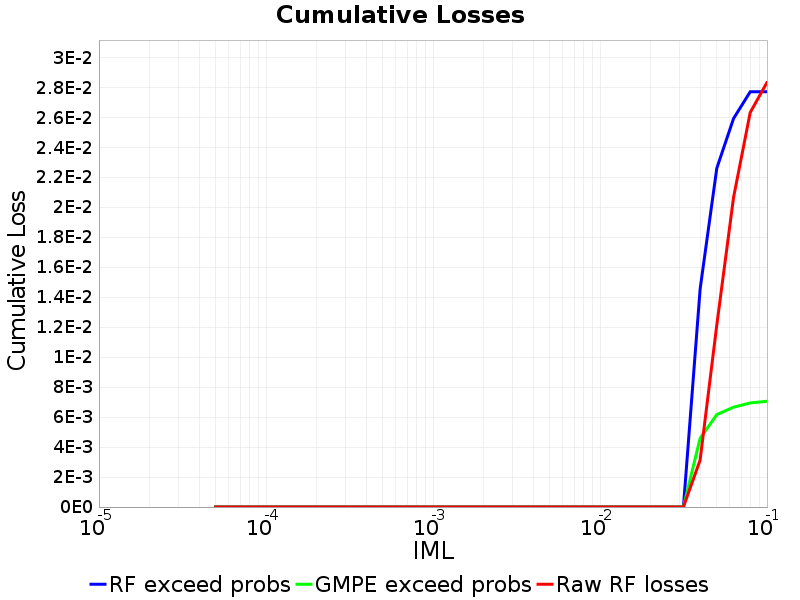 Cumulative Losses
Cumulative Loss
3E-2
2.8E-2
2.6E-2
2.4E-2
2.2E-2
2E-2
1.8E-2
1.6E-2
1.4E-2
1.2E-2
1E-2
8E-3
6E-3
4E-3
2E-3
0E0
10-5 10-4 10-3 10-2 10-1
IML
RF exceed probs GMPE exceed probs Raw RF losses